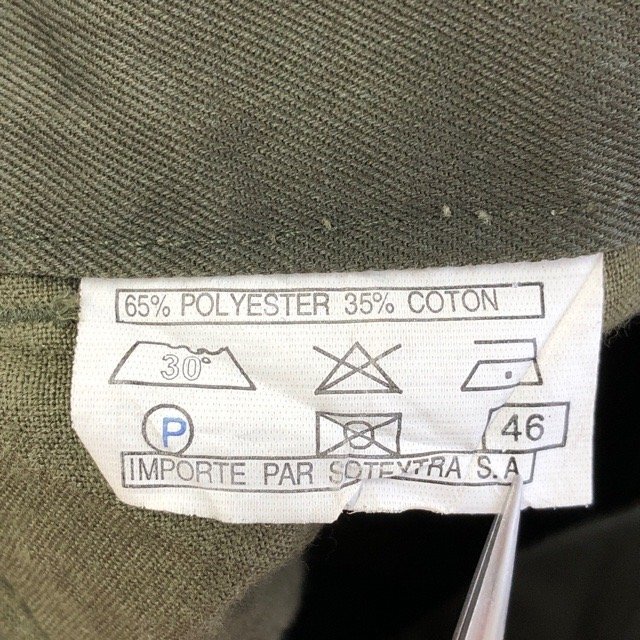 65% POLYESTER 35% COTON
30°
P
46
IMPORTE PAR SOTEXTRA S.A